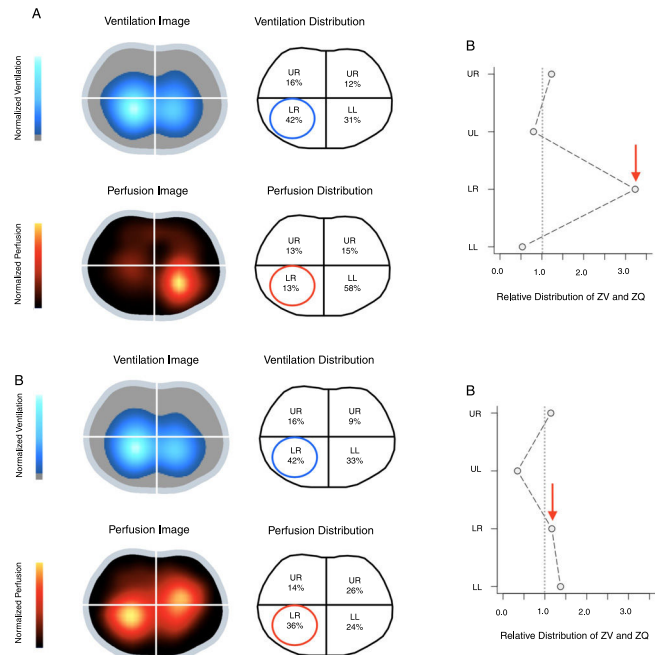 A
Ventilation Image
Ventilation Distribution
Normalized Ventilation
UR
16%
UR
12%
LR
42%
LL
31%
Perfusion Image
Perfusion Distribution
Normalized Perfusion
UR
13%
UR
15%
LR
13%
LL
58%
B
UR
UL
LR
LL
0.0
1.0
2.0
3.0
Relative Distribution of ZV and ZQ
B
Ventilation Image
Ventilation Distribution
Normalized Ventilation
UR
16%
UR
9%
LR
42%
LL
33%
Perfusion Image
Perfusion Distribution
Normalized Perfusion
UR
14%
UR
26%
LR
36%
LL
24%
B
UR
UL
LR
LL
0.0
1.0
2.0
3.0
Relative Distribution of ZV and ZQ